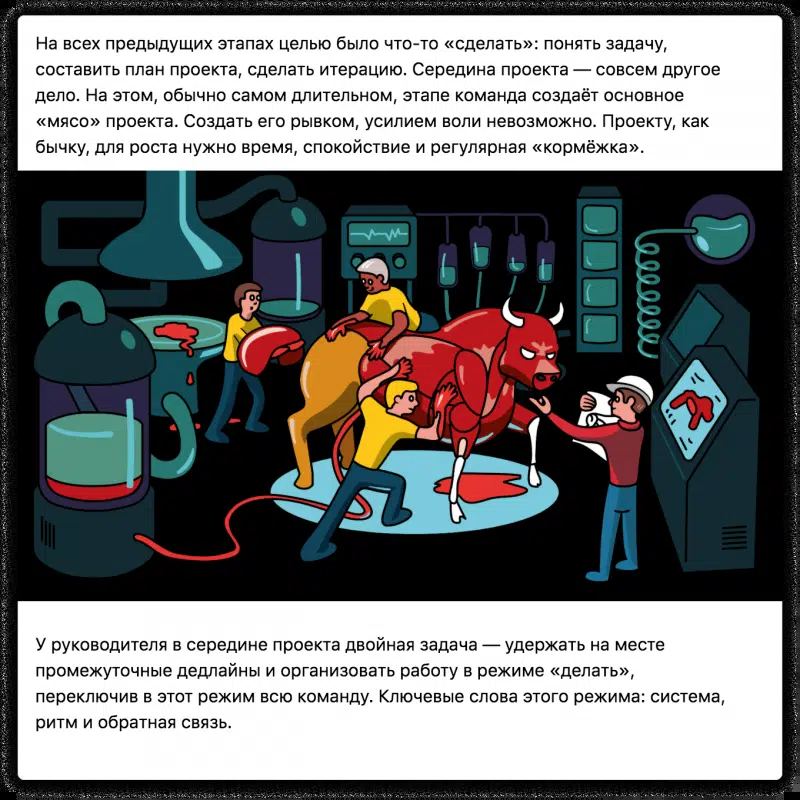 На всех предыдущих этапах целью было что-то «сделать»: понять задачу,
составить план проекта, сделать итерацию. Середина проекта — совсем другое
дело. На этом, обычно самом длительном, этапе команда создаёт основное
«мясо» проекта. Создать его рывком, усилием воли невозможно. Проекту, как
бычку, для роста нужно время, спокойствие и регулярная «кормёжка».
У руководителя в середине проекта двойная задача — удержать на месте
промежуточные дедлайны и организовать работу в режиме «делать»,
переключив в этот режим всю команду. Ключевые слова этого режима: система,
ритм и обратная связь.